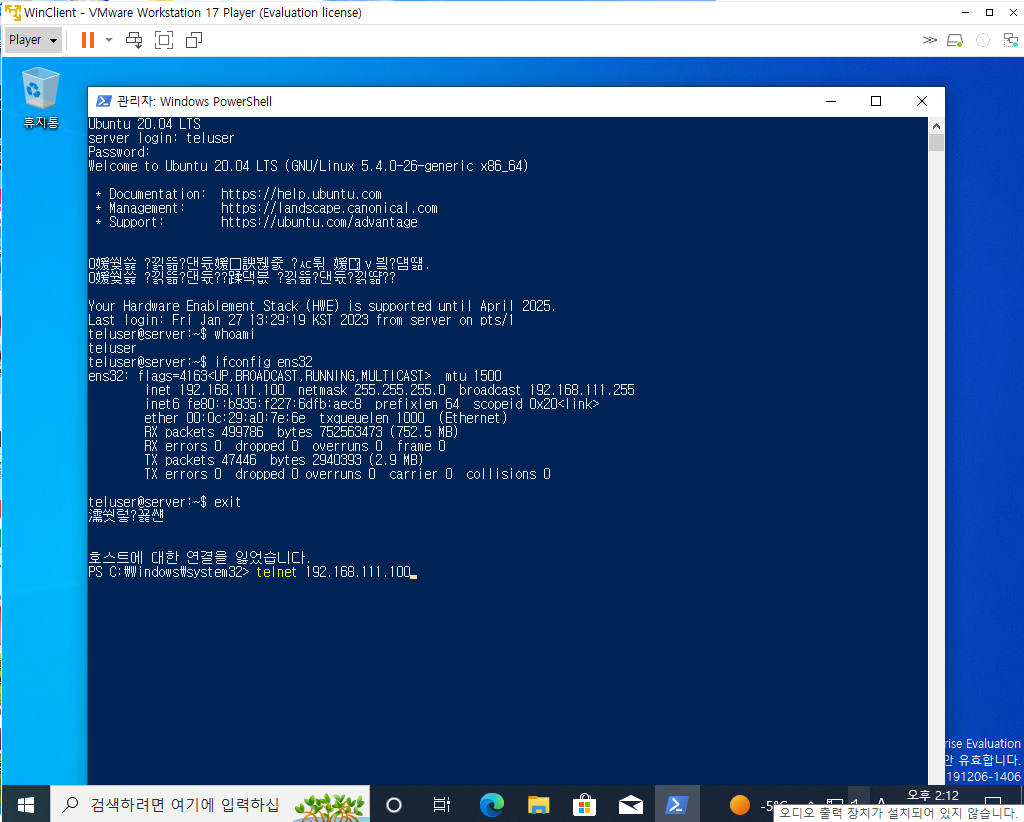 WinClient - VMware Workstation 17 Player (Evaluation license)
Player
휴지통
관리자: Windows PowerShell
Ubuntu 20.04 LTS
server login: teluser
Password:
Welcome to Ubuntu 20.04 LTS (GNU/Linux 5.4.0-26-generic x86_64)
* Documentation:  https://help.ubuntu.com
* Management:     https://landscape.canonical.com
* Support:        https://ubuntu.com/advantage
Your Hardware Enablement Stack (HWE) is supported until April 2025.
Last login: Fri Jan 27 13:29:19 KST 2023 from server on pts/1
teluser@server:~$ whoami
teluser
teluser@server:~$ ifconfig ens32
ens32: flags=4163<UP,BROADCAST,RUNNING,MULTICAST>  mtu 1500
inet 192.168.111.100  netmask 255.255.255.0  broadcast 192.168.111.255
inet6 fe80::b935:f227:6dfb:aec8  prefixlen 64  scopeid 0x20<link>
ether 00:0c:29:a0:7e:6e  txqueuelen 1000  (Ethernet)
RX packets 499786  bytes 752563473 (752.5 MB)
RX errors 0  dropped 0  overruns 0  frame 0
TX packets 47446  bytes 2940393 (2.9 MB)
TX errors 0  dropped 0 overruns 0  carrier 0  collisions 0
teluser@server:~$ exit
호스트에 대한 연결을 잃었습니다.
PS C:\Windows\system32> telnet 192.168.111.100
rise Evaluation
안 유효합니다.
191206-1406
검색하려면 여기에 입력하십
오후 2:12
오디오 출력 장치가 설치되어 있지 않습니다.